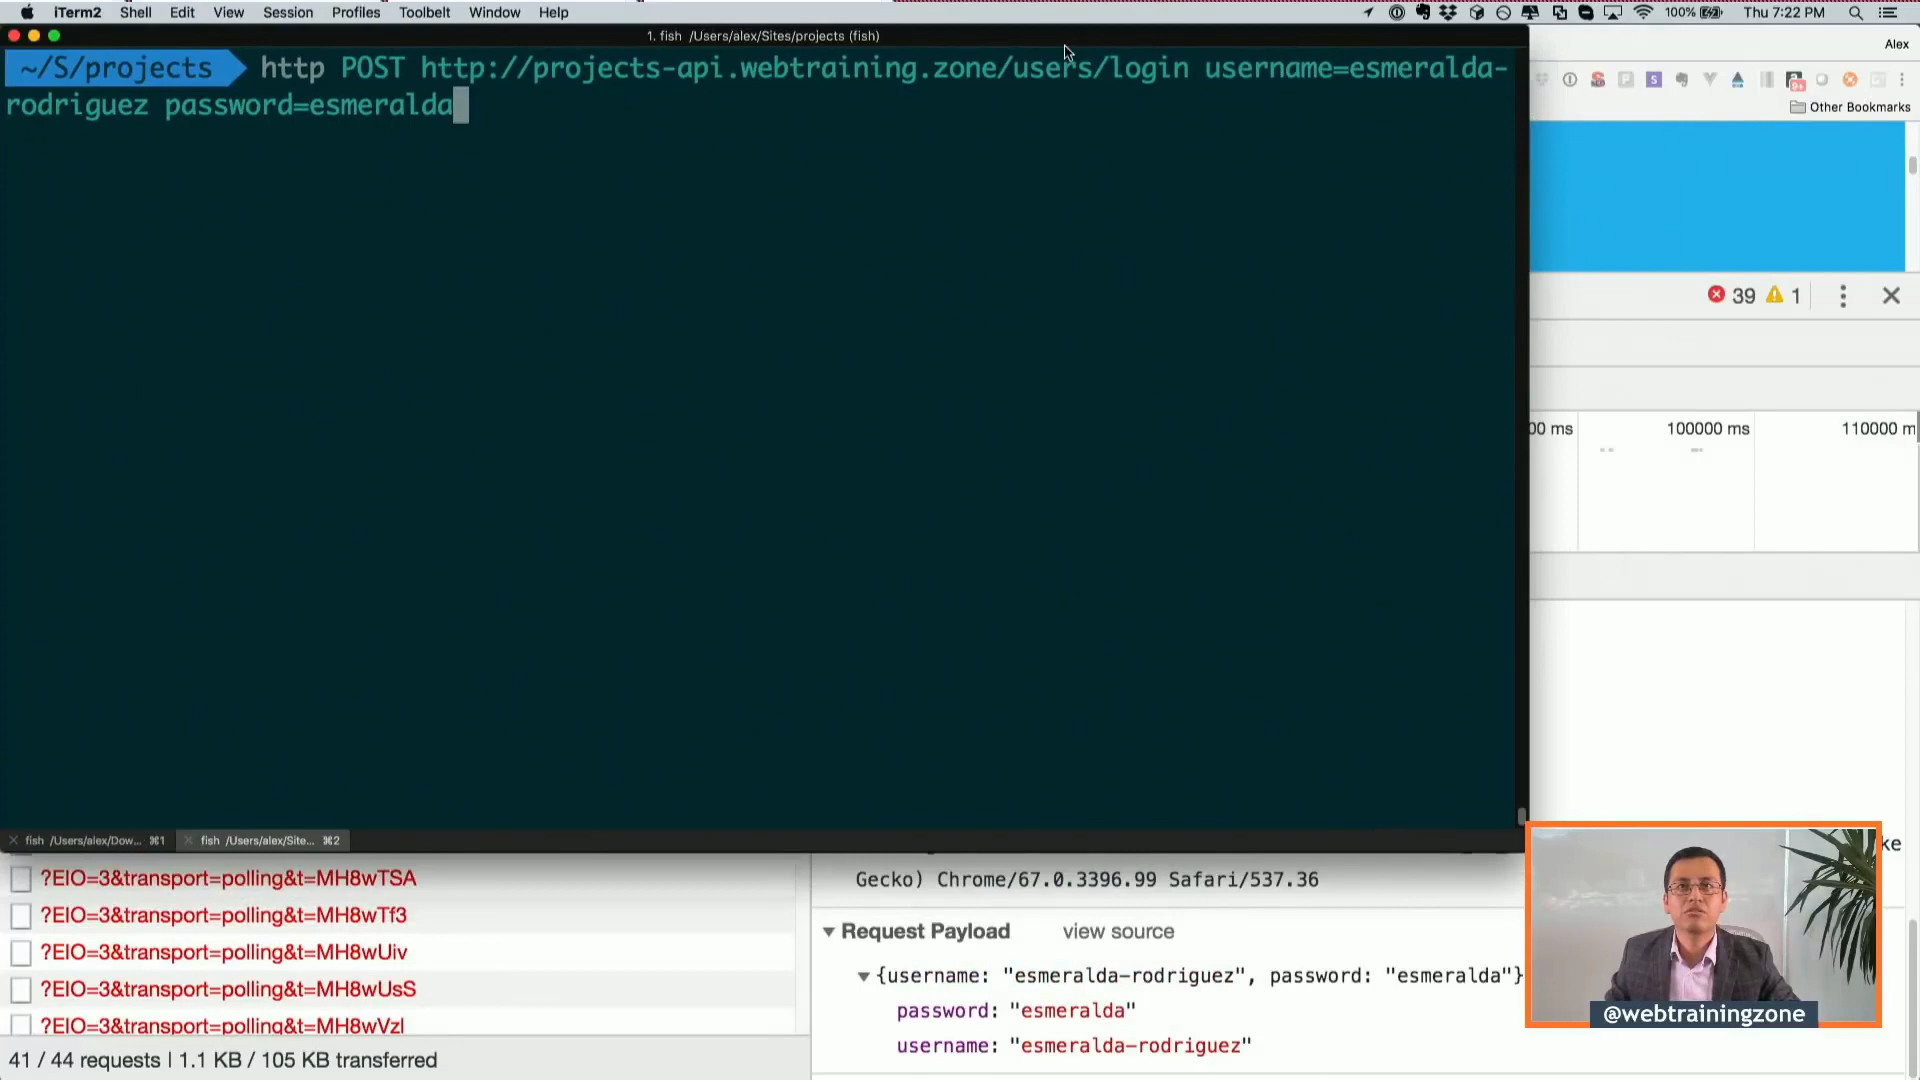 iTerm2 Shell Edit View Session Profiles Toolbelt Window Help
100% Thu 7:22 PM
1. fish /Users/alex/Sites/projects (fish)
Alex
~/S/projects http POST http://projects-api.webtraining.zone/users/login username=esmeralda-
rodriguez password=esmeralda
Other Bookmarks
39 1
00 ms 100000 ms 110000 m
fish /Users/alex/Dow... ⌘1 fish /Users/alex/Site... ⌘2
ke
?EIO=3&transport=polling&t=MH8wTSA
Gecko) Chrome/67.0.3396.99 Safari/537.36
?EIO=3&transport=polling&t=MH8wTf3
Request Payload view source
?EIO=3&transport=polling&t=MH8wUiv
{username: "esmeralda-rodriguez", password: "esmeralda"}
?EIO=3&transport=polling&t=MH8wUsS
password: "esmeralda"
@webtrainingzone
?EIO=3&transport=polling&t=MH8wVzl
username: "esmeralda-rodriguez"
41 / 44 requests | 1.1 KB / 105 KB transferred